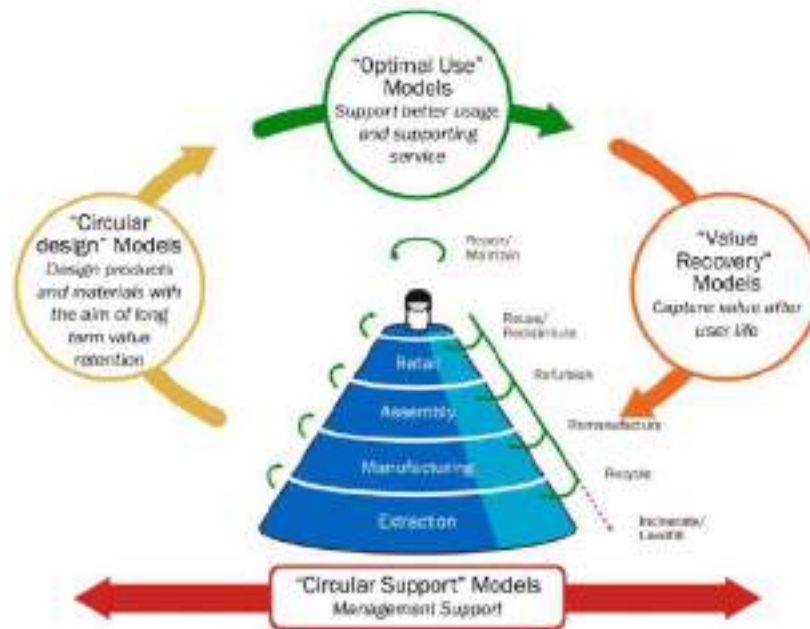 "Optimal Use"
Models
Support better usage
and supporting
service
"Circular
design" Models
Design products
and materials with
the aim of long
term value
retention
"Value
Recovery"
Models
Capture value after
user life
Repair/
Maintain
Reuse/
Redistribute
Retail
Refurbish
Assembly
Remanufacture
Manufacturing
Recycle
Extraction
Incinerate/
Landfill
"Circular Support" Models
Management Support